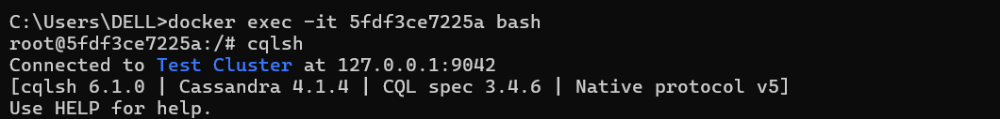 C:\Users\DELL>docker exec -it 5fdf3ce7225a bash
root@5fdf3ce7225a:/# cqlsh
Connected to Test Cluster at 127.0.0.1:9042
[cqlsh 6.1.0 | Cassandra 4.1.4 | CQL spec 3.4.6 | Native protocol v5]
Use HELP for help.